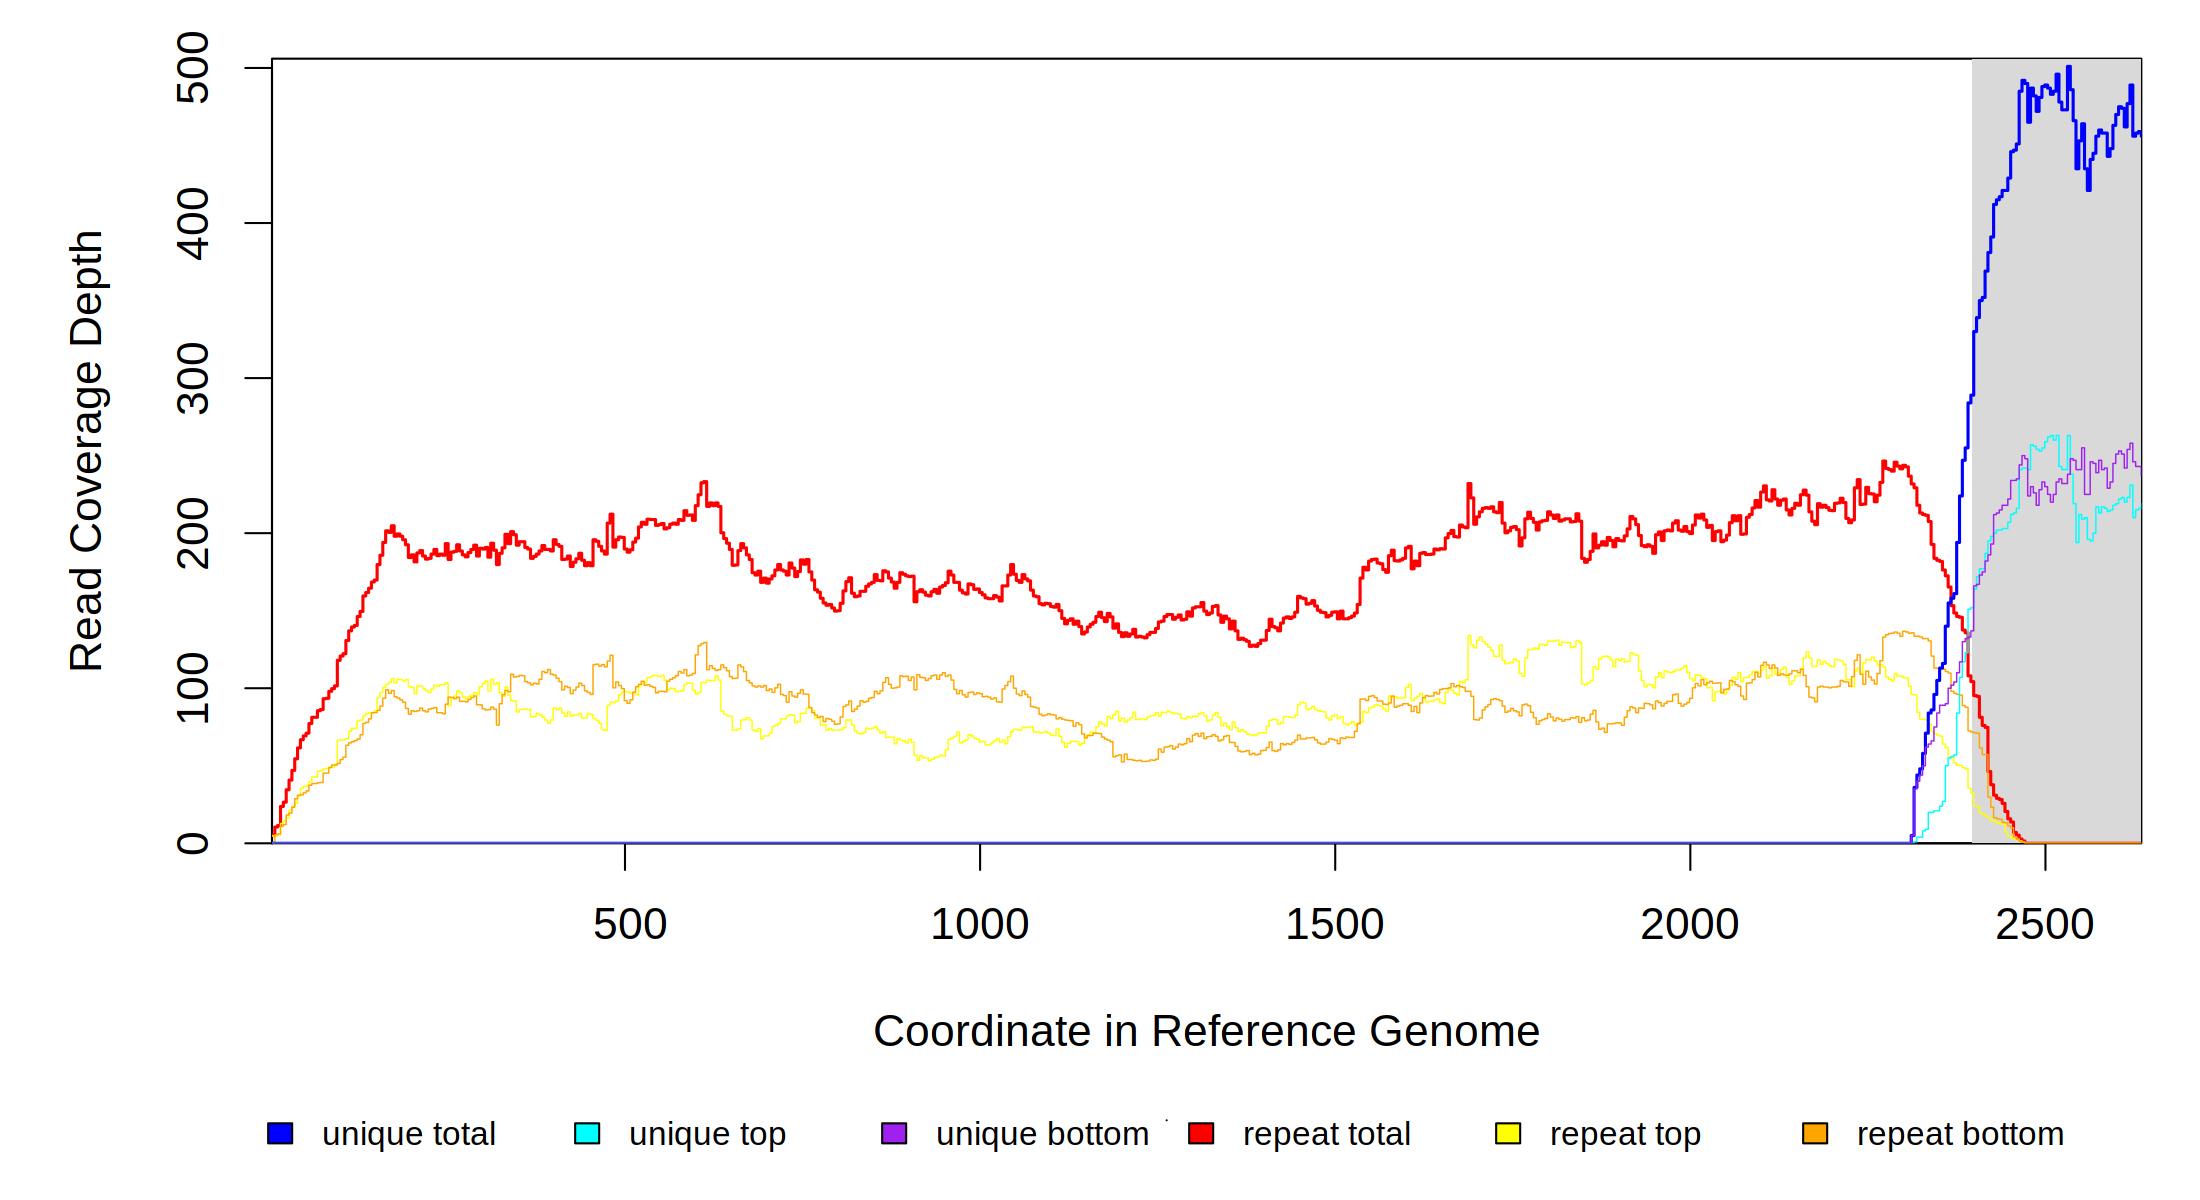 500
400
300
200
100
0
Read Coverage Depth
500 1000 1500 2000 2500
Coordinate in Reference Genome
unique total unique top unique bottom repeat total repeat top repeat bottom